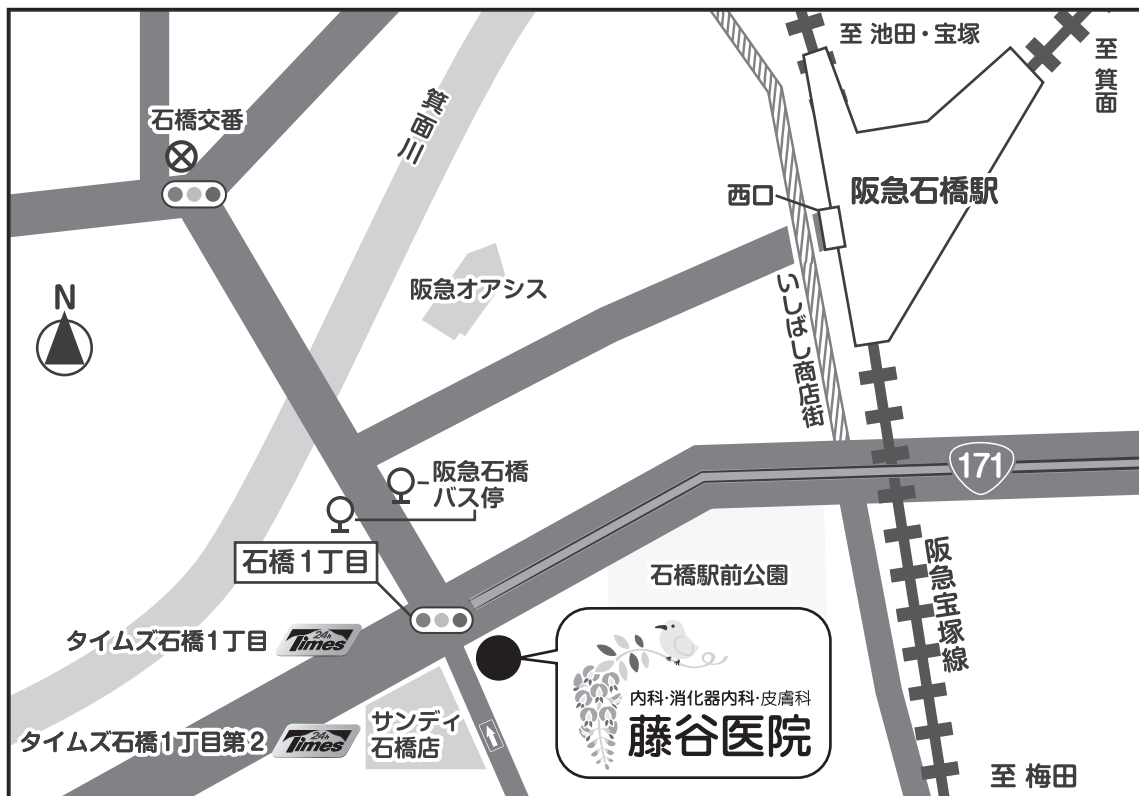 至 池田・宝塚
至 箕面
石橋交番
箕面川
西口
阪急石橋駅
N
阪急オアシス
いしばし商店街
171
阪急石橋
バス停
石橋1丁目
石橋駅前公園
阪急宝塚線
タイムズ石橋1丁目
24h
Times
タイムズ石橋1丁目第2
24h
Times
サンディ
石橋店
内科・消化器内科・皮膚科
藤谷医院
至 梅田